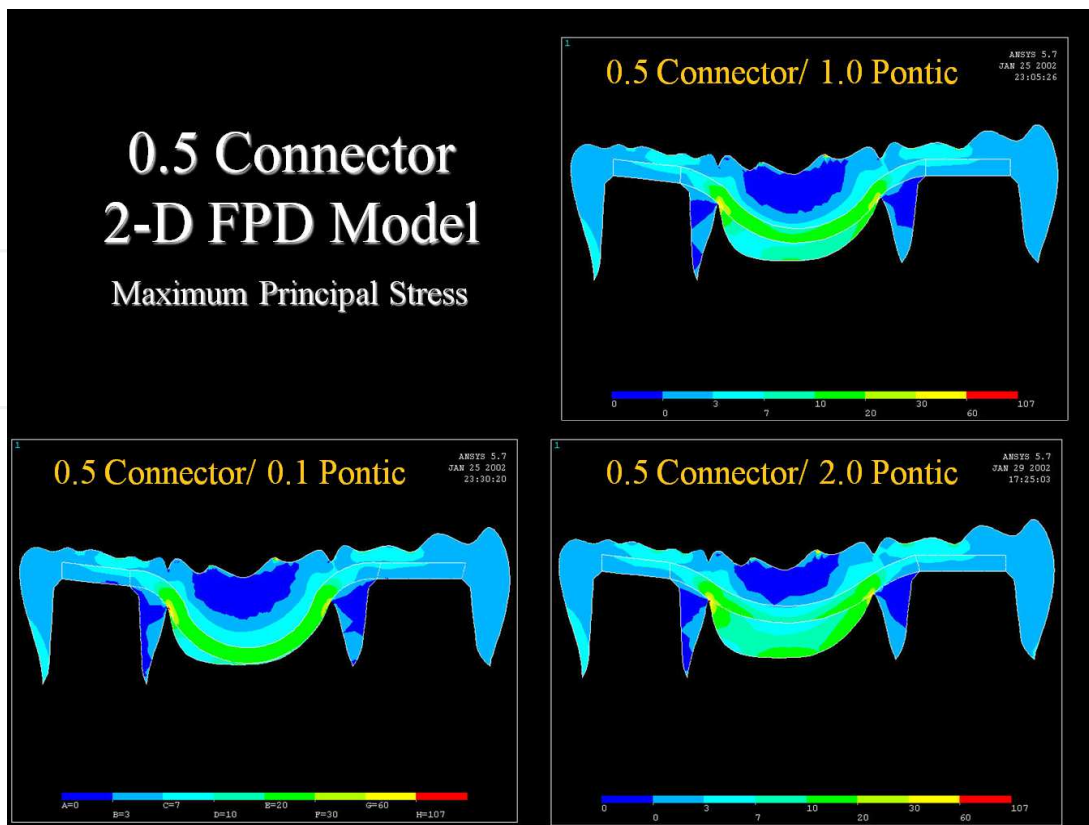 0.5 Connector
2-D FPD Model
Maximum Principal Stress
1
ANSYS 5.7
JAN 25 2002
23:05:26
0.5 Connector/ 1.0 Pontic
0 3 10 30 107
0 7 20 60
1
ANSYS 5.7
JAN 25 2002
23:30:20
0.5 Connector/ 0.1 Pontic
A=0 C=7 E=20 G=60
B=3 D=10 F=30 H=107
1
ANSYS 5.7
JAN 29 2002
17:25:03
0.5 Connector/ 2.0 Pontic
0 3 10 30 107
0 7 20 60